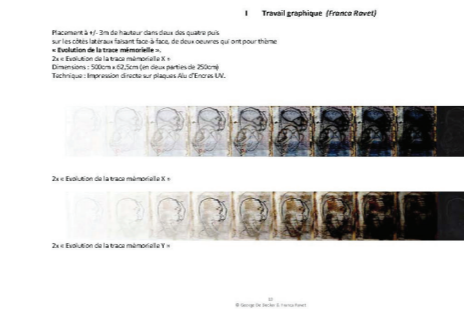 I Travail graphique (Franca Ravet)
Placement à +/- 3m de hauteur dans deux des quatre puis
sur les côtés latéraux faisant face à face, de deux oeuvres qui ont pour thème
« Evolution de la trace mémorielle ».
2x « Evolution de la trace mémorielle X »
Dimensions : 500cm x 62,5cm (en deux parties de 250cm)
Technique : Impression directe sur plaques Alu d'Encres UV.
2x « Evolution de la trace mémorielle X »
2x « Evolution de la trace mémorielle Y »
© George De Decker & Franca Ravet